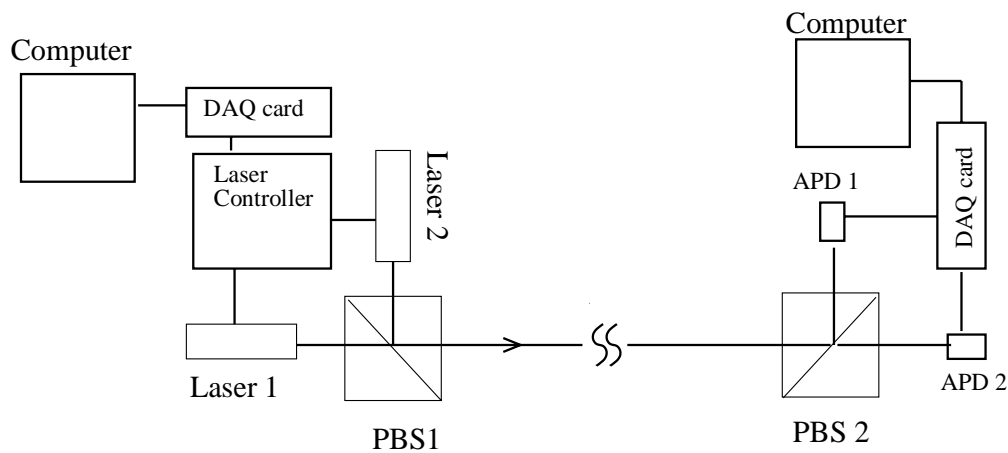 Computer
DAQ card
Laser
Controller
Laser 2
Laser 1
PBS1
Computer
DAQ card
APD 1
APD 2
PBS 2